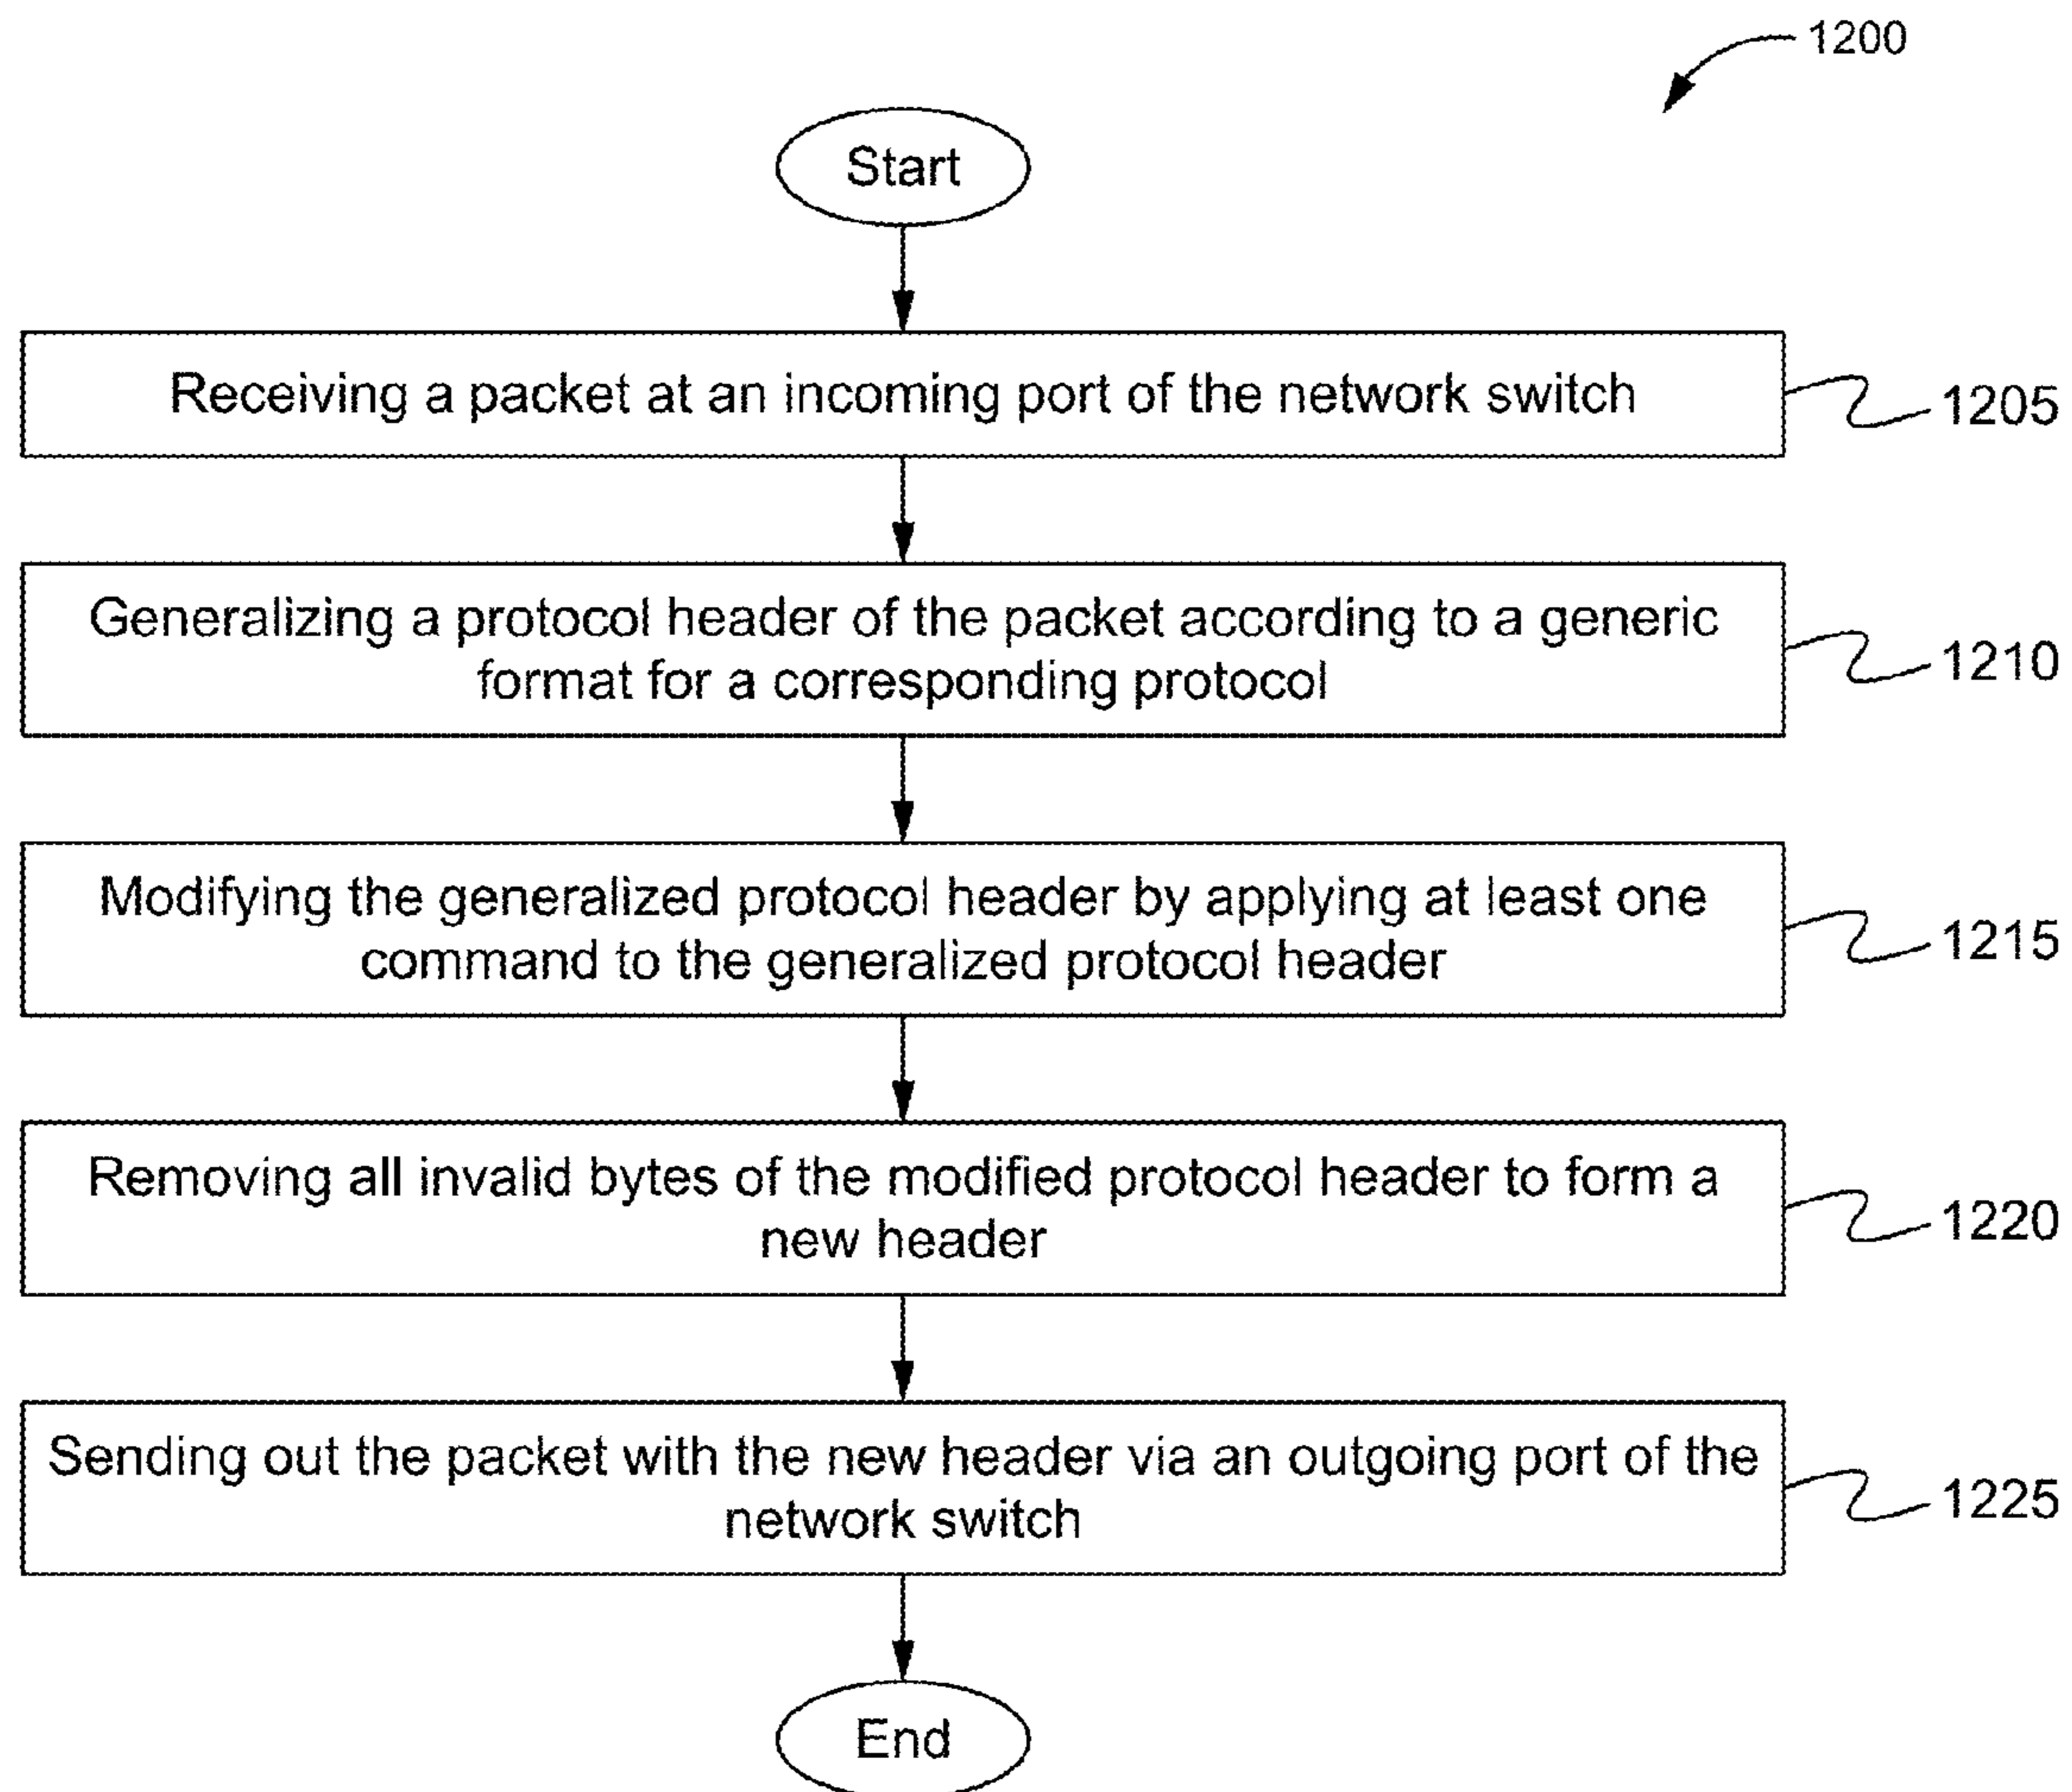 1200
Start
Receiving a packet at an incoming port of the network switch
1205
Generalizing a protocol header of the packet according to a generic
format for a corresponding protocol
1210
Modifying the generalized protocol header by applying at least one
command to the generalized protocol header
1215
Removing all invalid bytes of the modified protocol header to form a
new header
1220
Sending out the packet with the new header via an outgoing port of the
network switch
1225
End